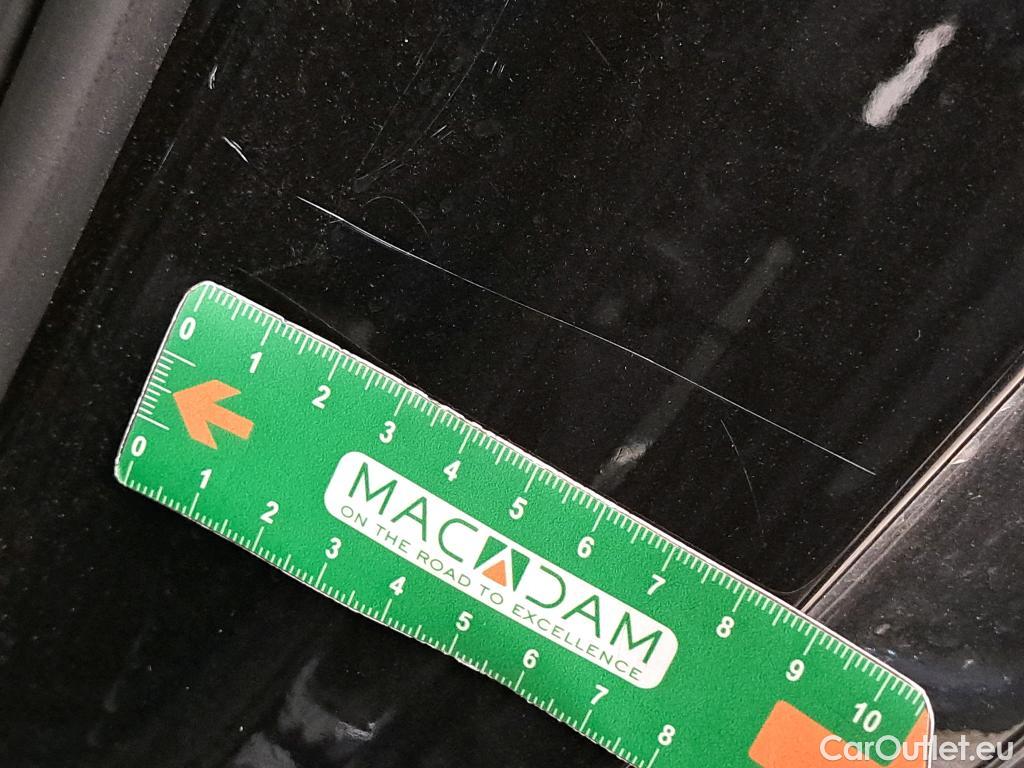 0 1 2 3 4 5 6 7 8 9 10
MACADAM
ON THE ROAD TO EXCELLENCE
0 1 2 3 4 5 6 7 8
CarOutlet.eu